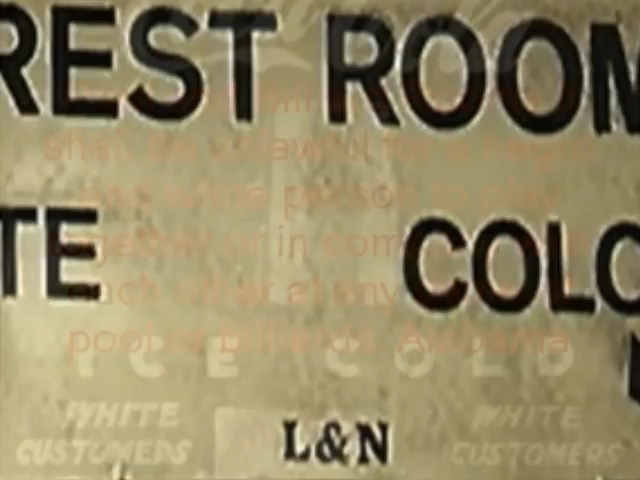 REST ROOM
shall be unlawful for a negro
and white person to play
together or in company with
each other at any
TE COLO
pool or billiards. Alabama
ICE COLD
WHITE WHITE
CUSTOMERS CUSTOMERS
L&N